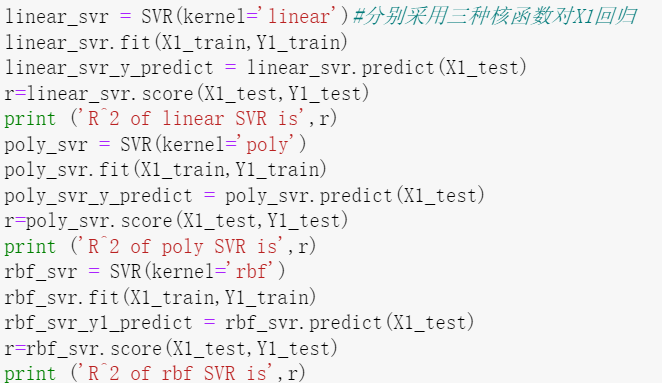 linear_svr = SVR(kernel='linear')#分别采用三种核函数对X1回归
linear_svr.fit(X1_train,Y1_train)
linear_svr_y_predict = linear_svr.predict(X1_test)
r=linear_svr.score(X1_test,Y1_test)
print ('R^2 of linear SVR is',r)
poly_svr = SVR(kernel='poly')
poly_svr.fit(X1_train,Y1_train)
poly_svr_y_predict = poly_svr.predict(X1_test)
r=poly_svr.score(X1_test,Y1_test)
print ('R^2 of poly SVR is',r)
rbf_svr = SVR(kernel='rbf')
rbf_svr.fit(X1_train,Y1_train)
rbf_svr_y1_predict = rbf_svr.predict(X1_test)
r=rbf_svr.score(X1_test,Y1_test)
print ('R^2 of rbf SVR is',r)